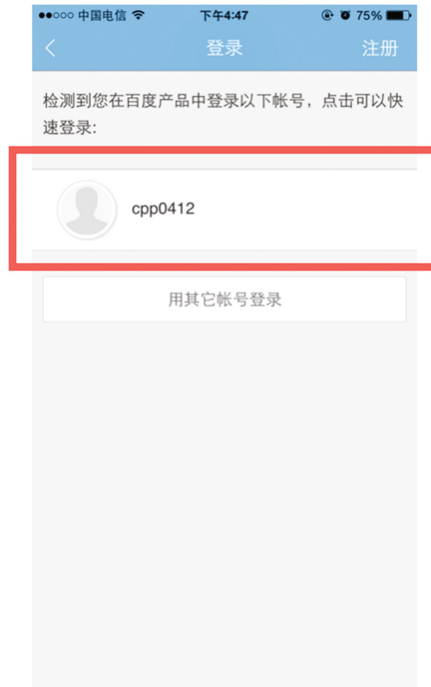 中国电信 下午4:47 75%
登录 注册
检测到您在百度产品中登录以下帐号，点击可以快
速登录:
cpp0412
用其它帐号登录